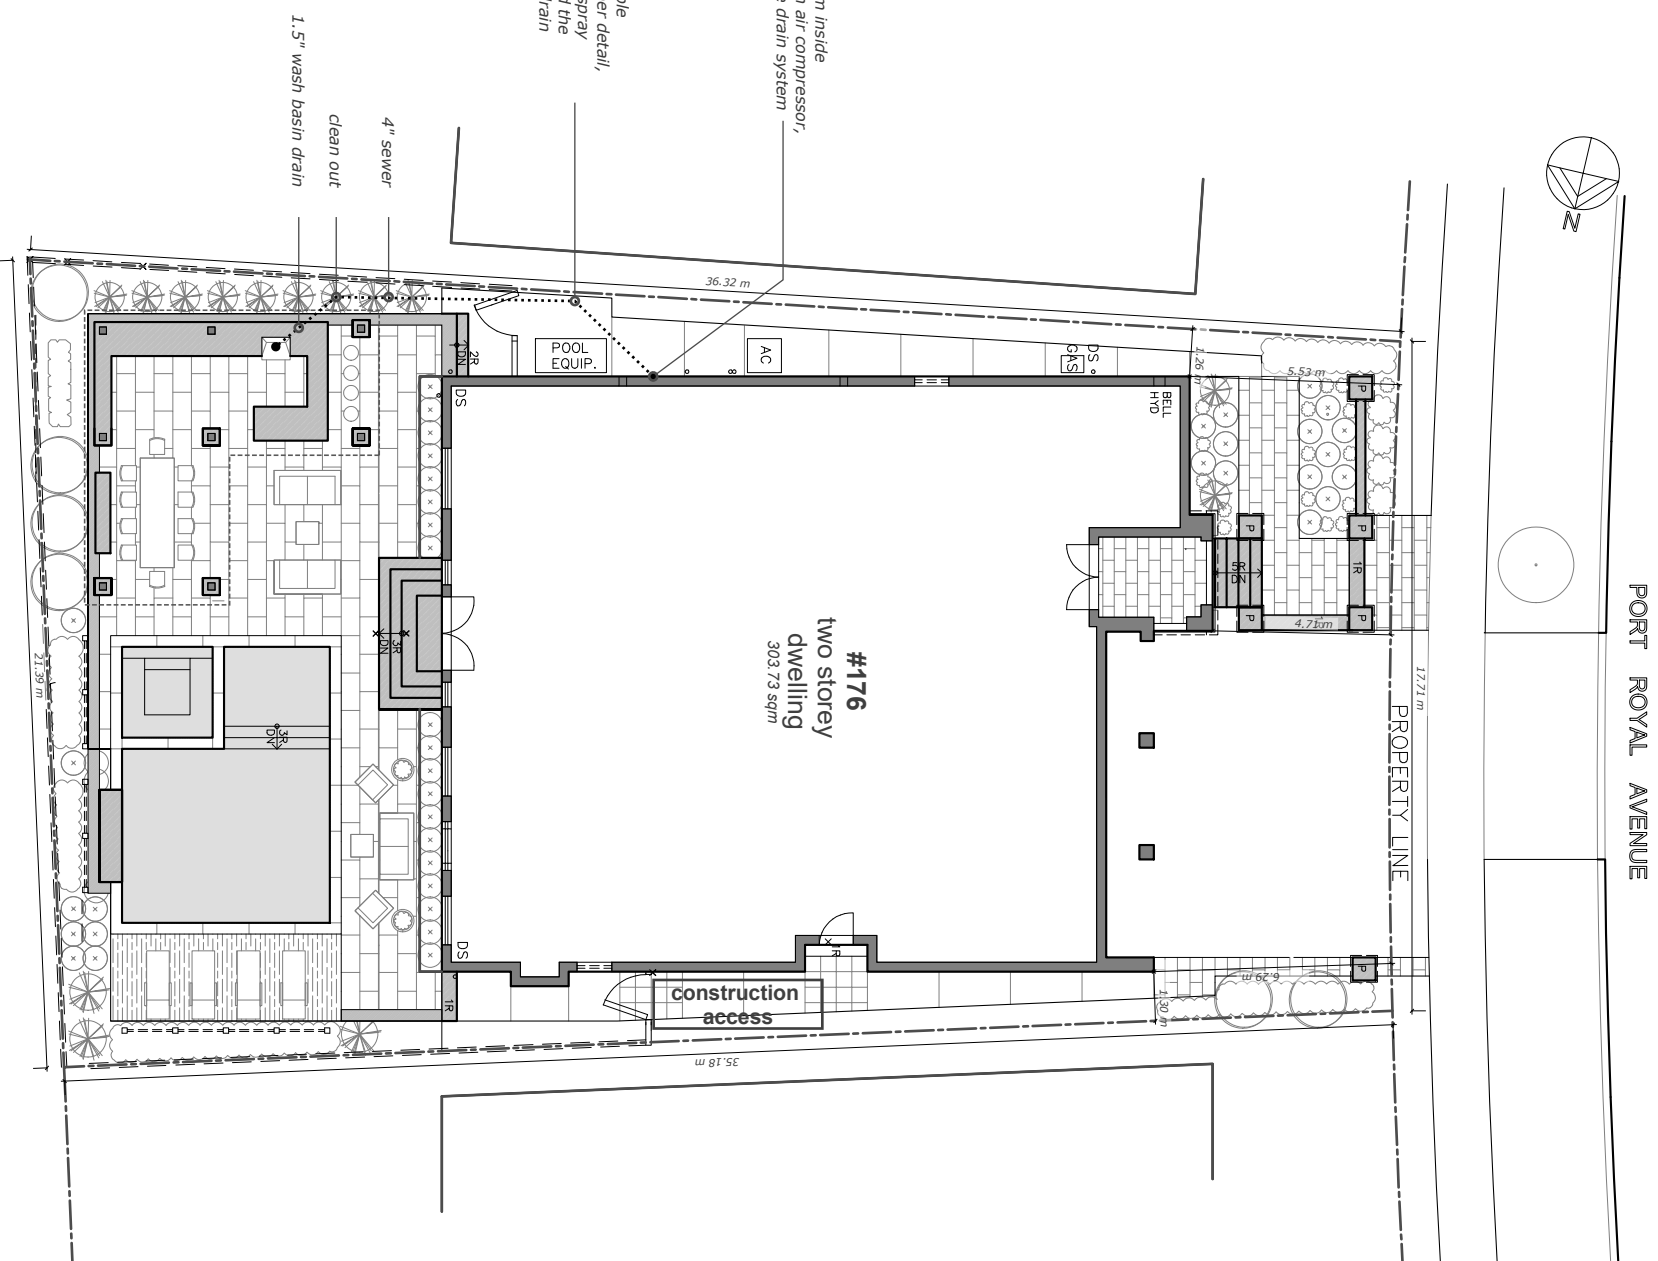 m inside
n air compressor,
e drain system
ble
er detail,
spray
d the
drain
4" sewer
clean out
1.5" wash basin drain
N
PORT ROYAL AVENUE
PROPERTY LINE
17.71 m
36.32 m
5.53 m
1.26 m
4.71m
6.29 m
1.30 m
35.18 m
21.39 m
POOL
EQUIP.
AC
GAS
DS
BELL
HYD
DS
DS
2R
DN
3R
DN
3R
DN
5R
DN
1R
1R
1R
P
P
P
P
P
P
#176
two storey
dwelling
303.73 sqm
construction
access